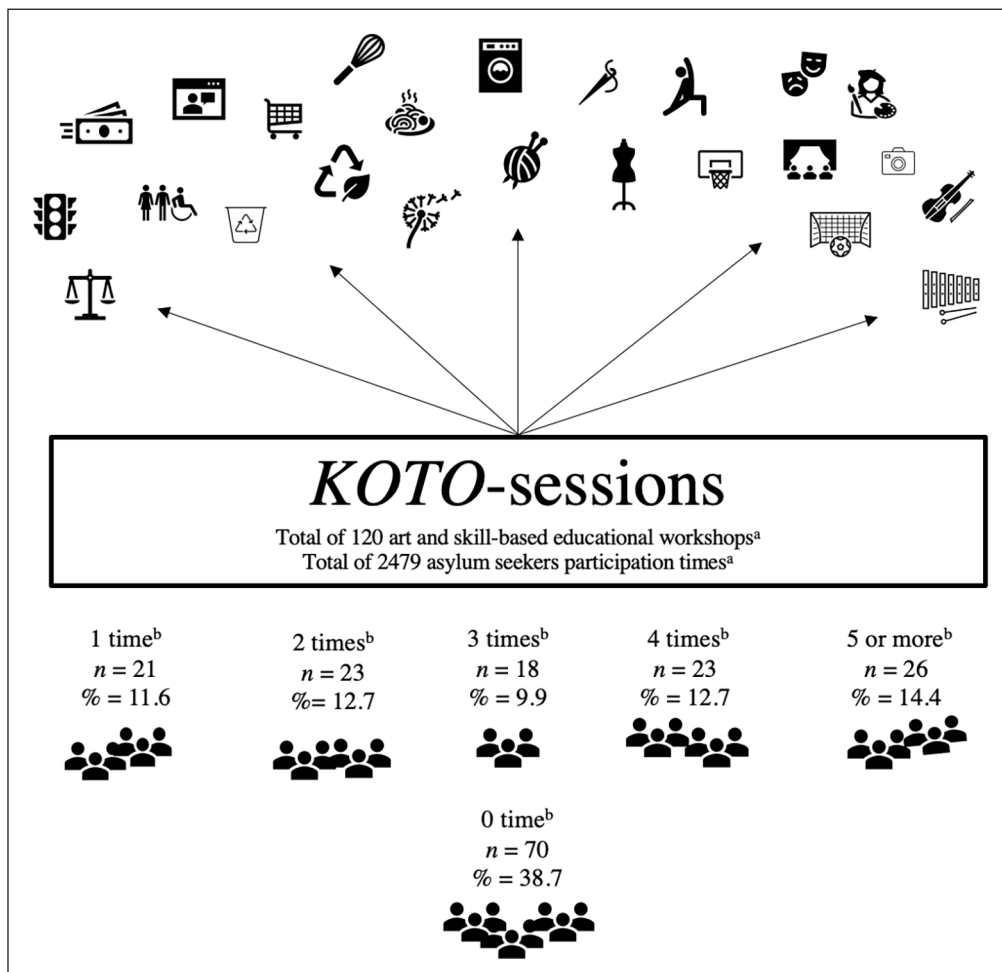 KOTO-sessions
Total of 120 art and skill-based educational workshopsᵃ
Total of 2479 asylum seekers participation timesᵃ
1 timeᵇ
n = 21
% = 11.6
2 timesᵇ
n = 23
%= 12.7
3 timesᵇ
n = 18
% = 9.9
4 timesᵇ
n = 23
% = 12.7
5 or moreᵇ
n = 26
% = 14.4
0 timeᵇ
n = 70
% = 38.7